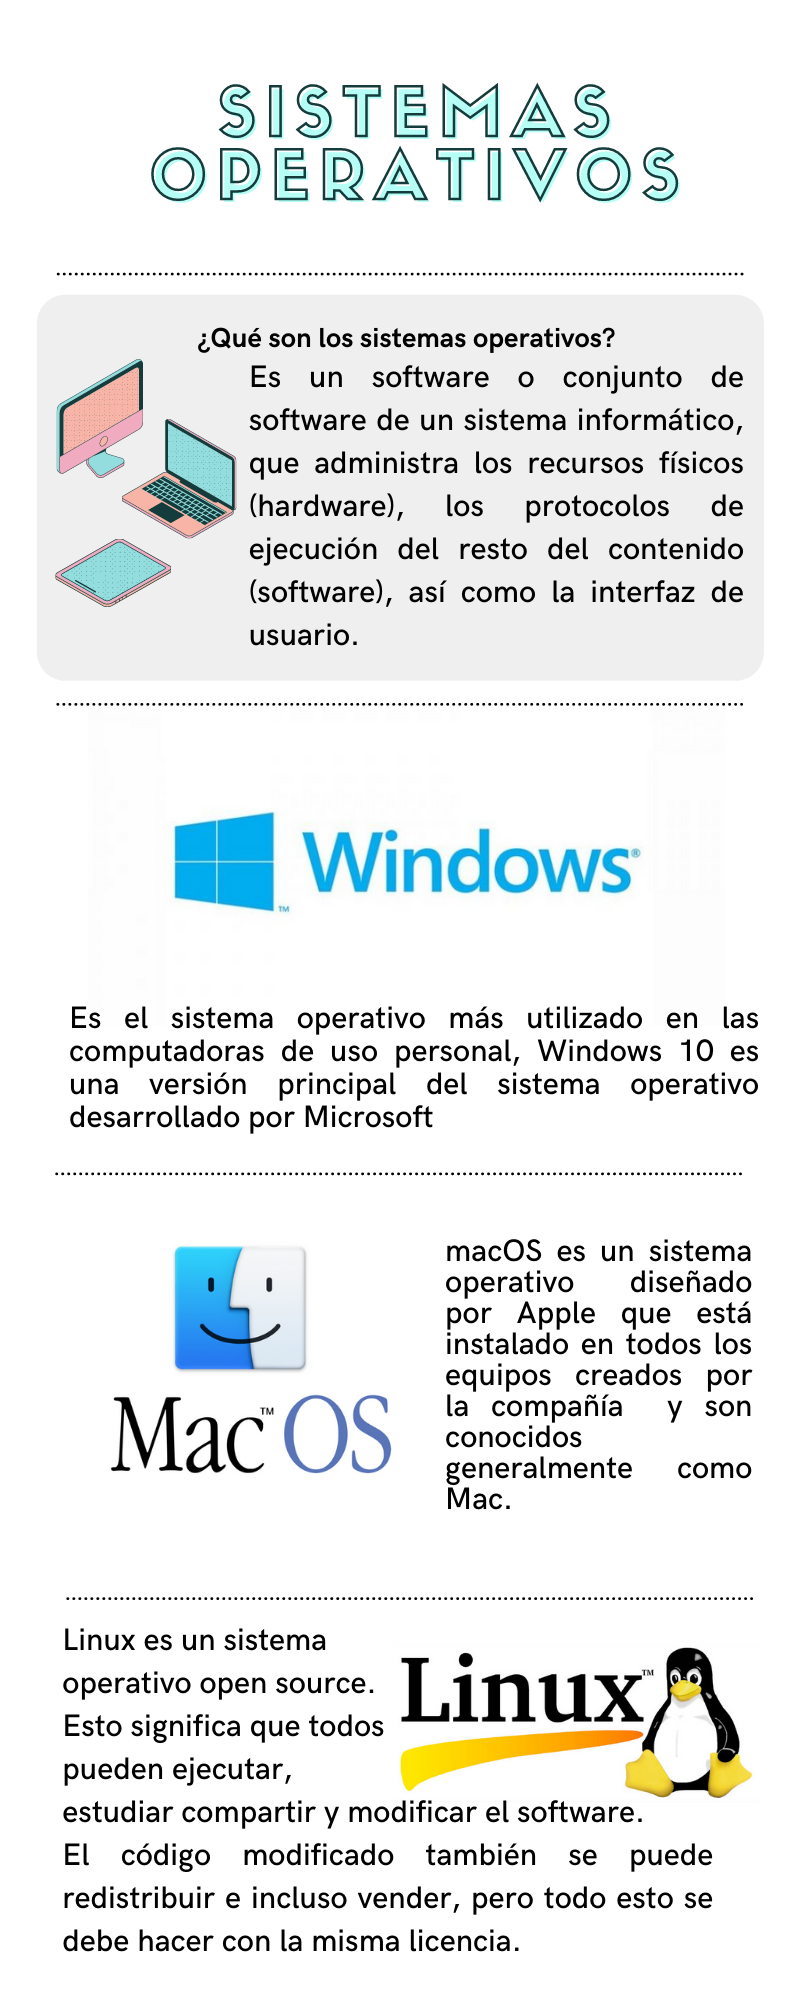 SISTEMAS
OPERATIVOS
¿Qué son los sistemas operativos?
Es un software o conjunto de
software de un sistema informático,
que administra los recursos físicos
(hardware), los protocolos de
ejecución del resto del contenido
(software), así como la interfaz de
usuario.
™ Windows®
Es el sistema operativo más utilizado en las
computadoras de uso personal, Windows 10 es
una versión principal del sistema operativo
desarrollado por Microsoft
Mac™ OS
macOS es un sistema
operativo diseñado
por Apple que está
instalado en todos los
equipos creados por
la compañía y son
conocidos
generalmente como
Mac.
Linux es un sistema
operativo open source.
Esto significa que todos
pueden ejecutar,
Linux™
estudiar compartir y modificar el software.
El código modificado también se puede
redistribuir e incluso vender, pero todo esto se
debe hacer con la misma licencia.